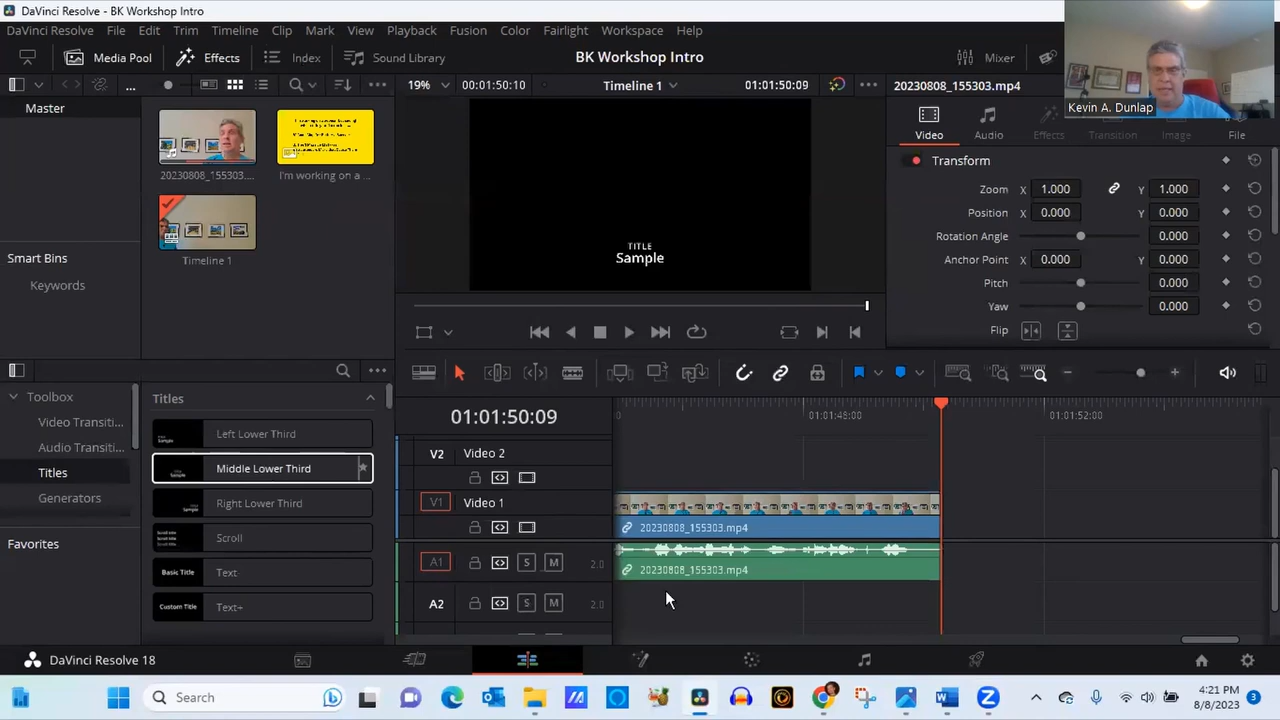 DaVinci Resolve - BK Workshop Intro
DaVinci Resolve File Edit Trim Timeline Clip Mark View Playback Fusion Color Fairlight Workspace Help
Media Pool Effects Index Sound Library BK Workshop Intro Mixer
Kevin A. Dunlap
... 19% 00:01:50:10 Timeline 1 01:01:50:09 20230808_155303.mp4
Master
Video Audio Effects Transition Image File
20230808_155303.... I'm working on a ...
Transform
Zoom X 1.000 Y 1.000
Position X 0.000 Y 0.000
Rotation Angle 0.000
Anchor Point X 0.000 Y 0.000
Pitch 0.000
Yaw 0.000
Flip
TITLE
Sample
Timeline 1
Smart Bins
Keywords
Toolbox
Video Transiti...
Audio Transiti...
Titles
Generators
Favorites
Titles
Left Lower Third
Middle Lower Third
Right Lower Third
Scroll
Basic Title Text
Custom Title Text+
01:01:50:09 0 01:01:48:00 01:01:52:00
V2 Video 2
V1 Video 1
20230808_155303.mp4
A1 S M 2.0
20230808_155303.mp4
A2 S M 2.0
DaVinci Resolve 18
Search
4:21 PM
8/8/2023
3